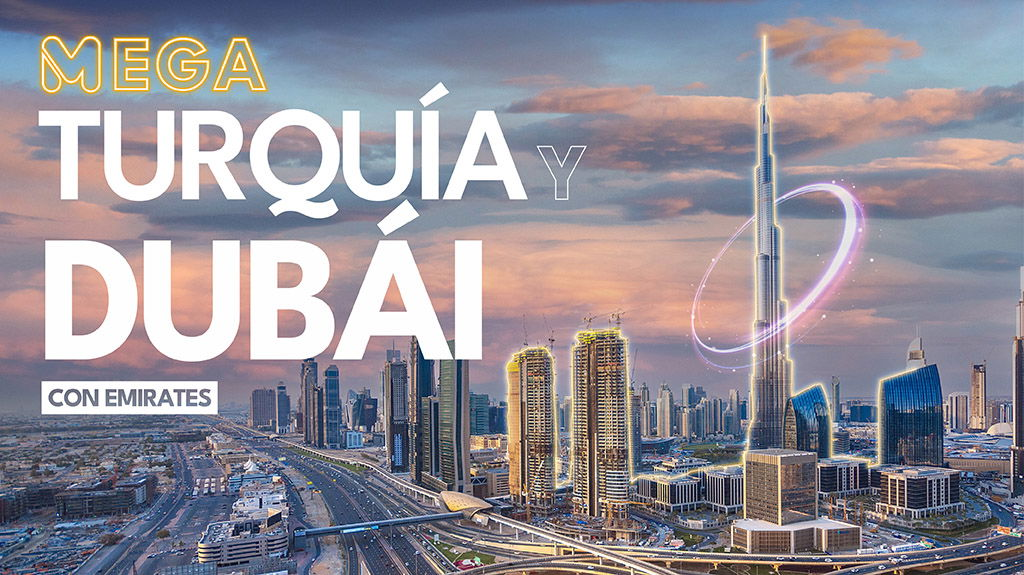 MEGA
TURQUÍA Y
DUBÁI
CON EMIRATES